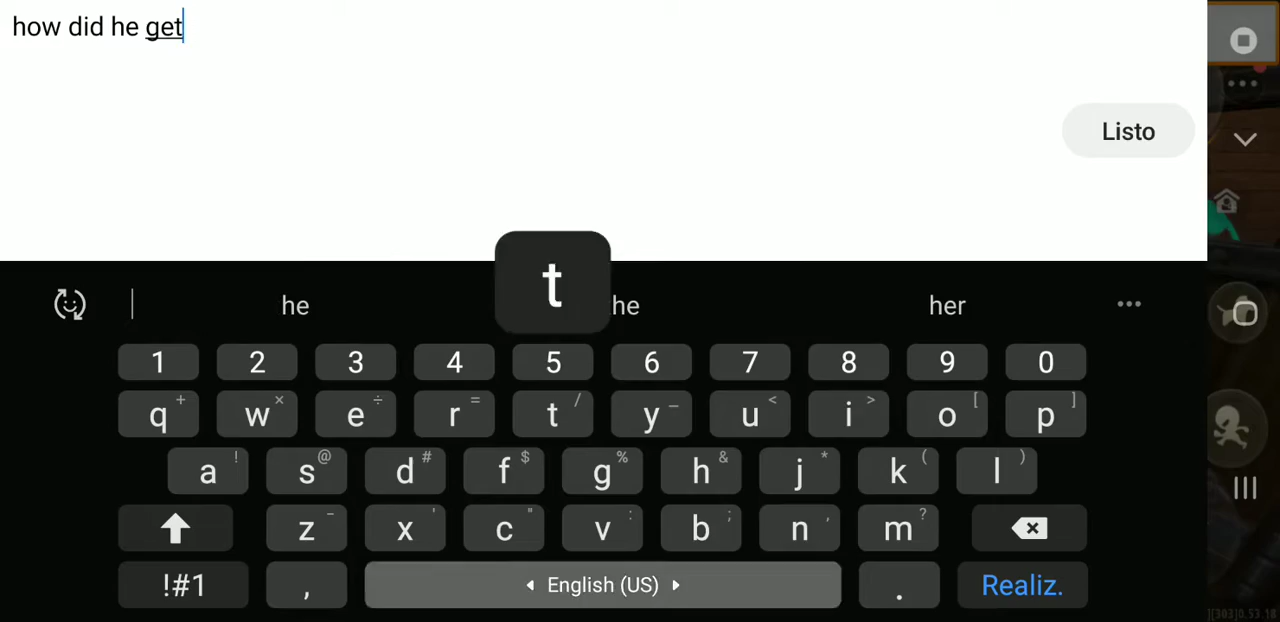 how did he get
Listo
t
he he her
1 2 3 4 5 6 7 8 9 0
q + w × e ÷ r = t / y _ u < i > o [ p ]
a ! s @ d # f $ g % h & j * k ( l )
z - x ' c " v : b ; n , m ?
!#1 , English (US) . Realiz.